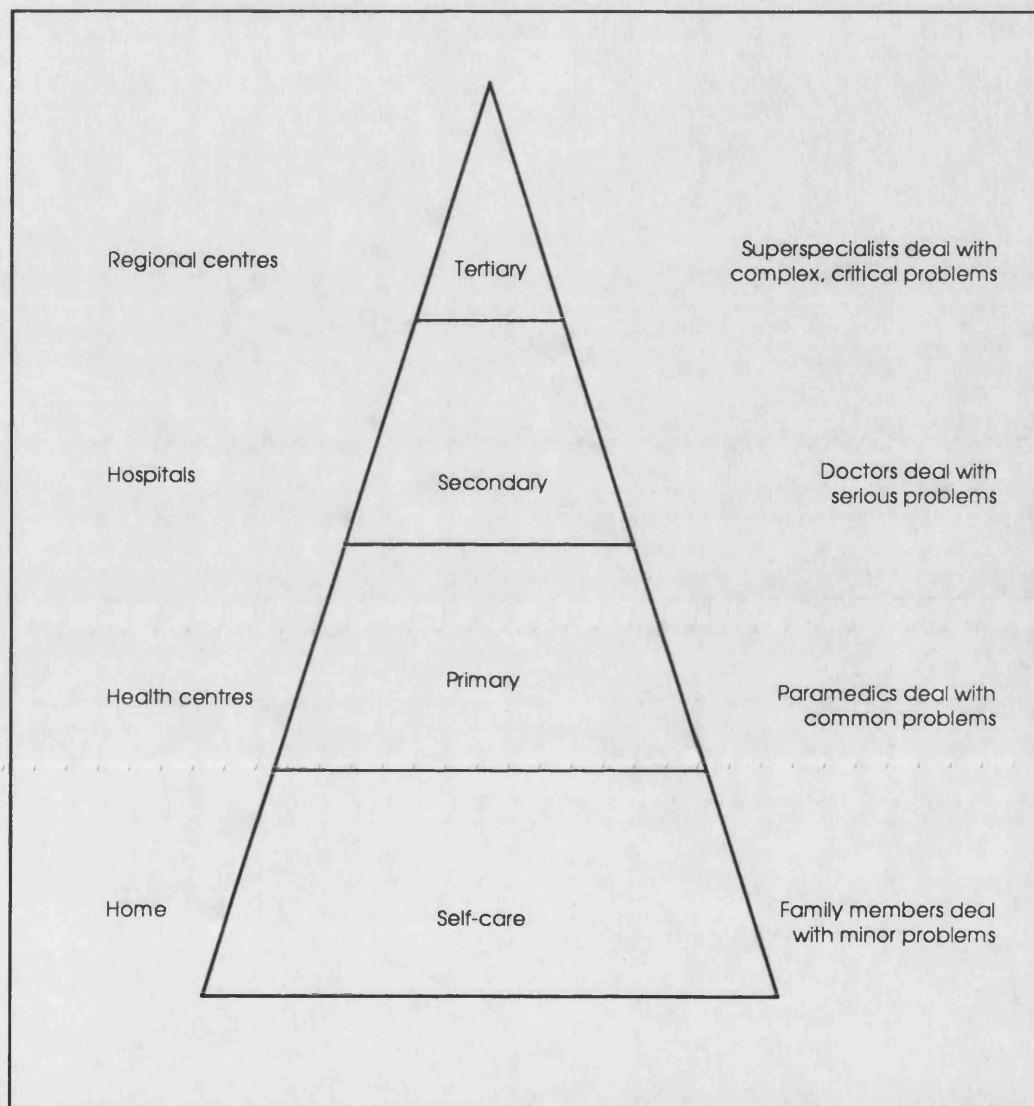 Regional centres
Tertiary
Superspecialists deal with
complex, critical problems
Hospitals
Secondary
Doctors deal with
serious problems
Health centres
Primary
Paramedics deal with
common problems
Home
Self-care
Family members deal
with minor problems